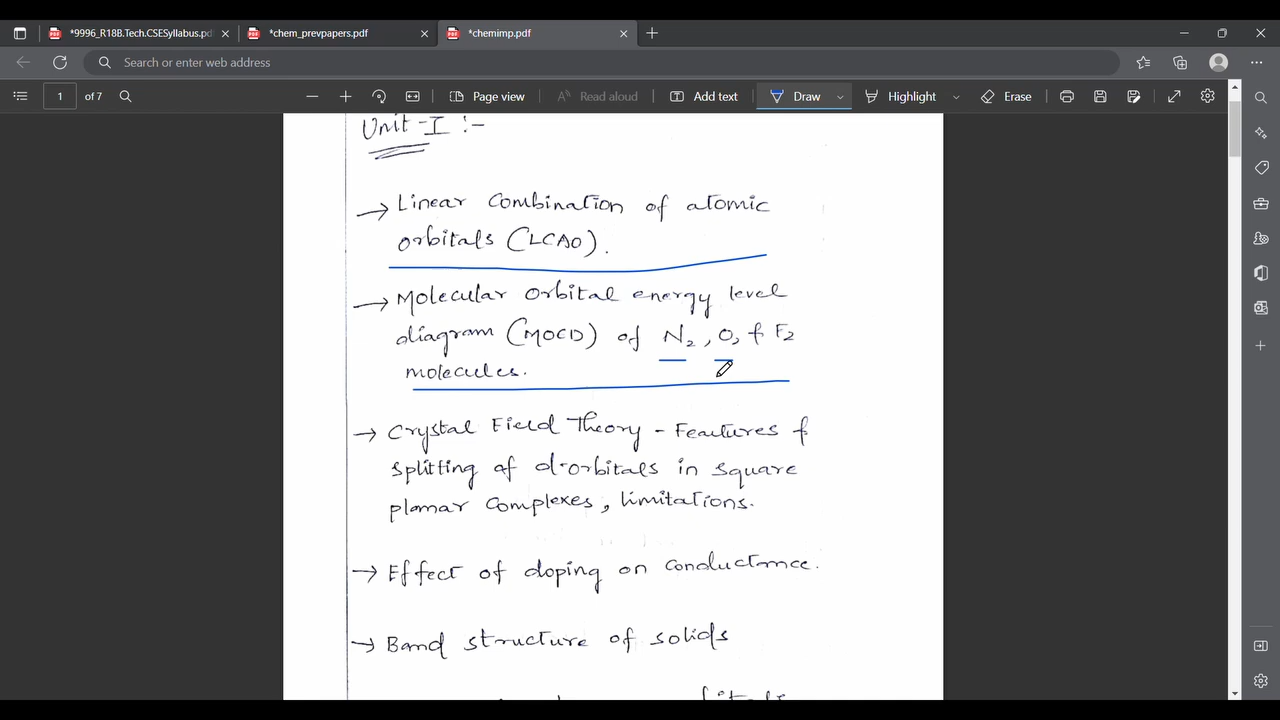 *9996_R18B.Tech.CSESyllabus.pd
*chem_prevpapers.pdf
*chemimp.pdf
Search or enter web address
1 of 7
Page view
Read aloud
Add text
Draw
Highlight
Erase
Unit-I :-
→ Linear Combination of atomic
orbitals (LCAO).
→ Molecular Orbital energy level
diagram (MOED) of N2, O2 & F2
molecules.
→ Crystal Field Theory - Features &
splitting of d-orbitals in square
planar complexes, limitations.
→ Effect of doping on conductance.
→ Band structure of solids